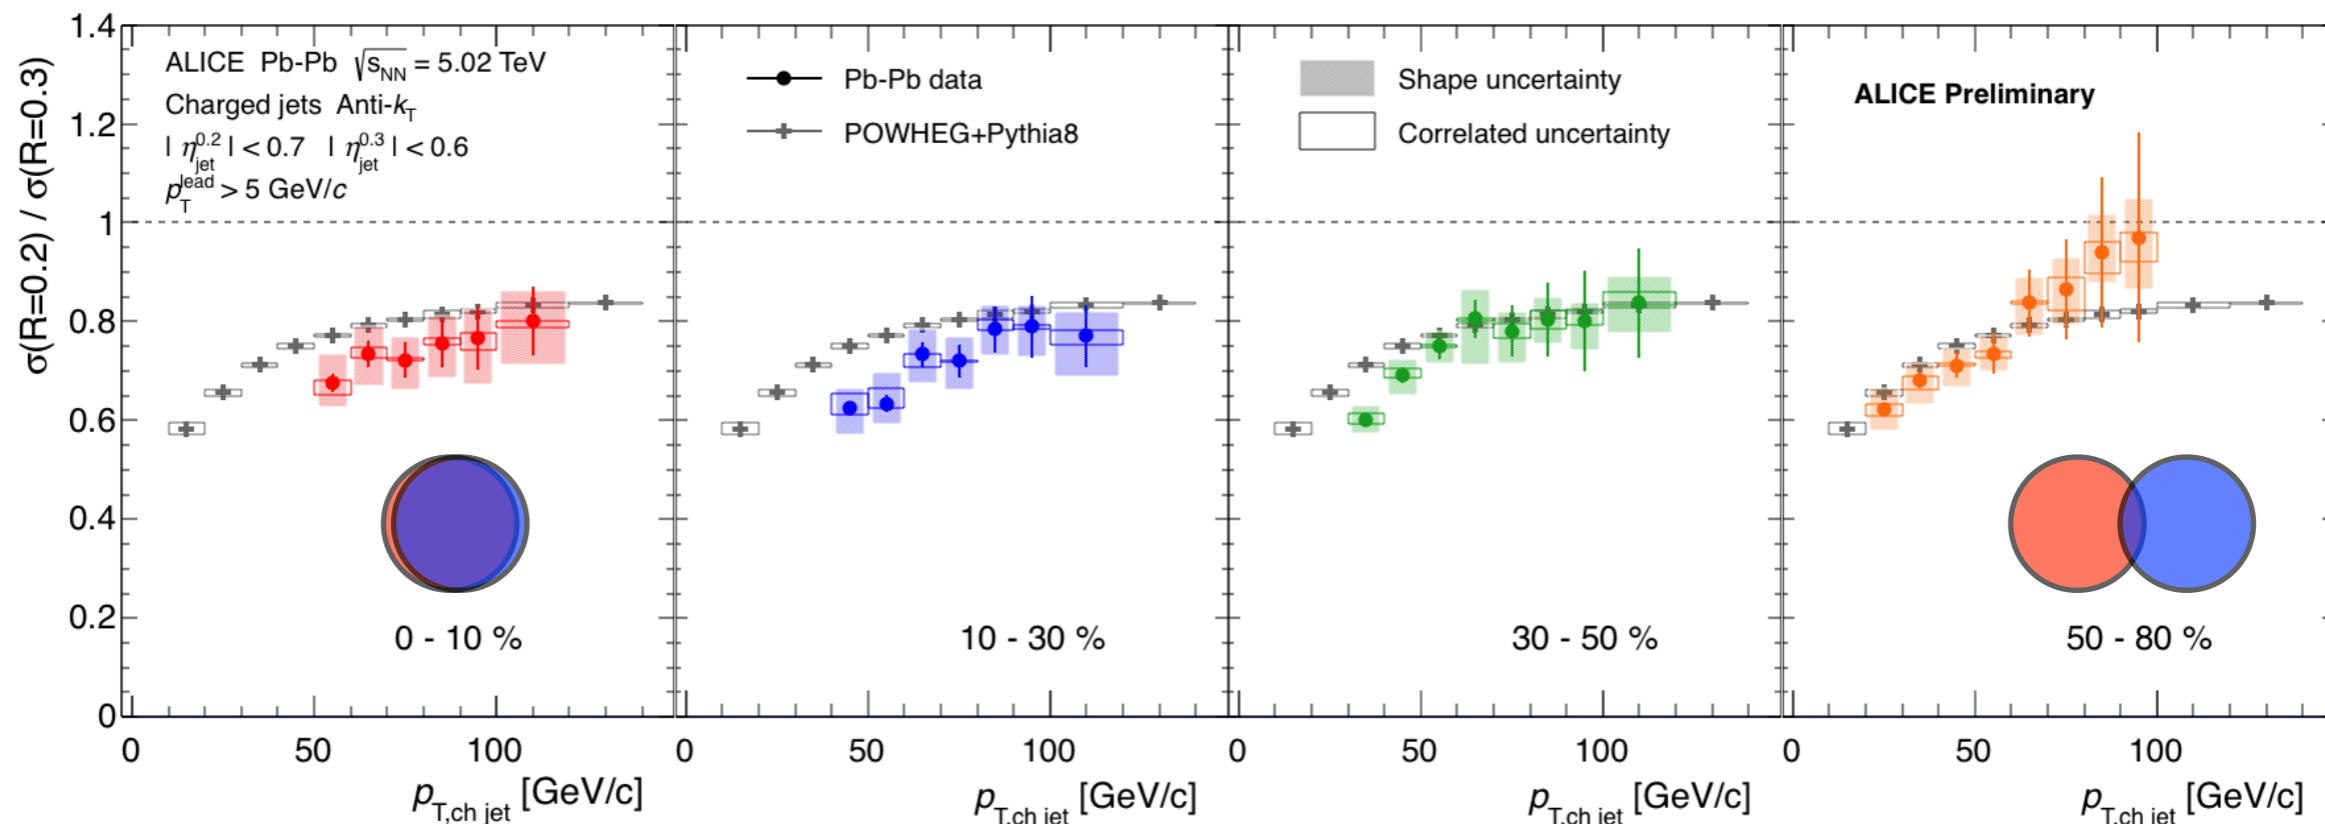 σ(R=0.2) / σ(R=0.3)
1.4
1.2
1
0.8
0.6
0.4
0.2
0
ALICE Pb-Pb √sNN = 5.02 TeV
Charged jets Anti-kT
| η0.2jet | < 0.7 | η0.3jet | < 0.6
pTlead > 5 GeV/c
Pb-Pb data
POWHEG+Pythia8
Shape uncertainty
Correlated uncertainty
ALICE Preliminary
0 - 10 %
10 - 30 %
30 - 50 %
50 - 80 %
0 50 100
0 50 100
0 50 100
0 50 100
pT,ch jet [GeV/c]
pT,ch jet [GeV/c]
pT,ch jet [GeV/c]
pT,ch jet [GeV/c]